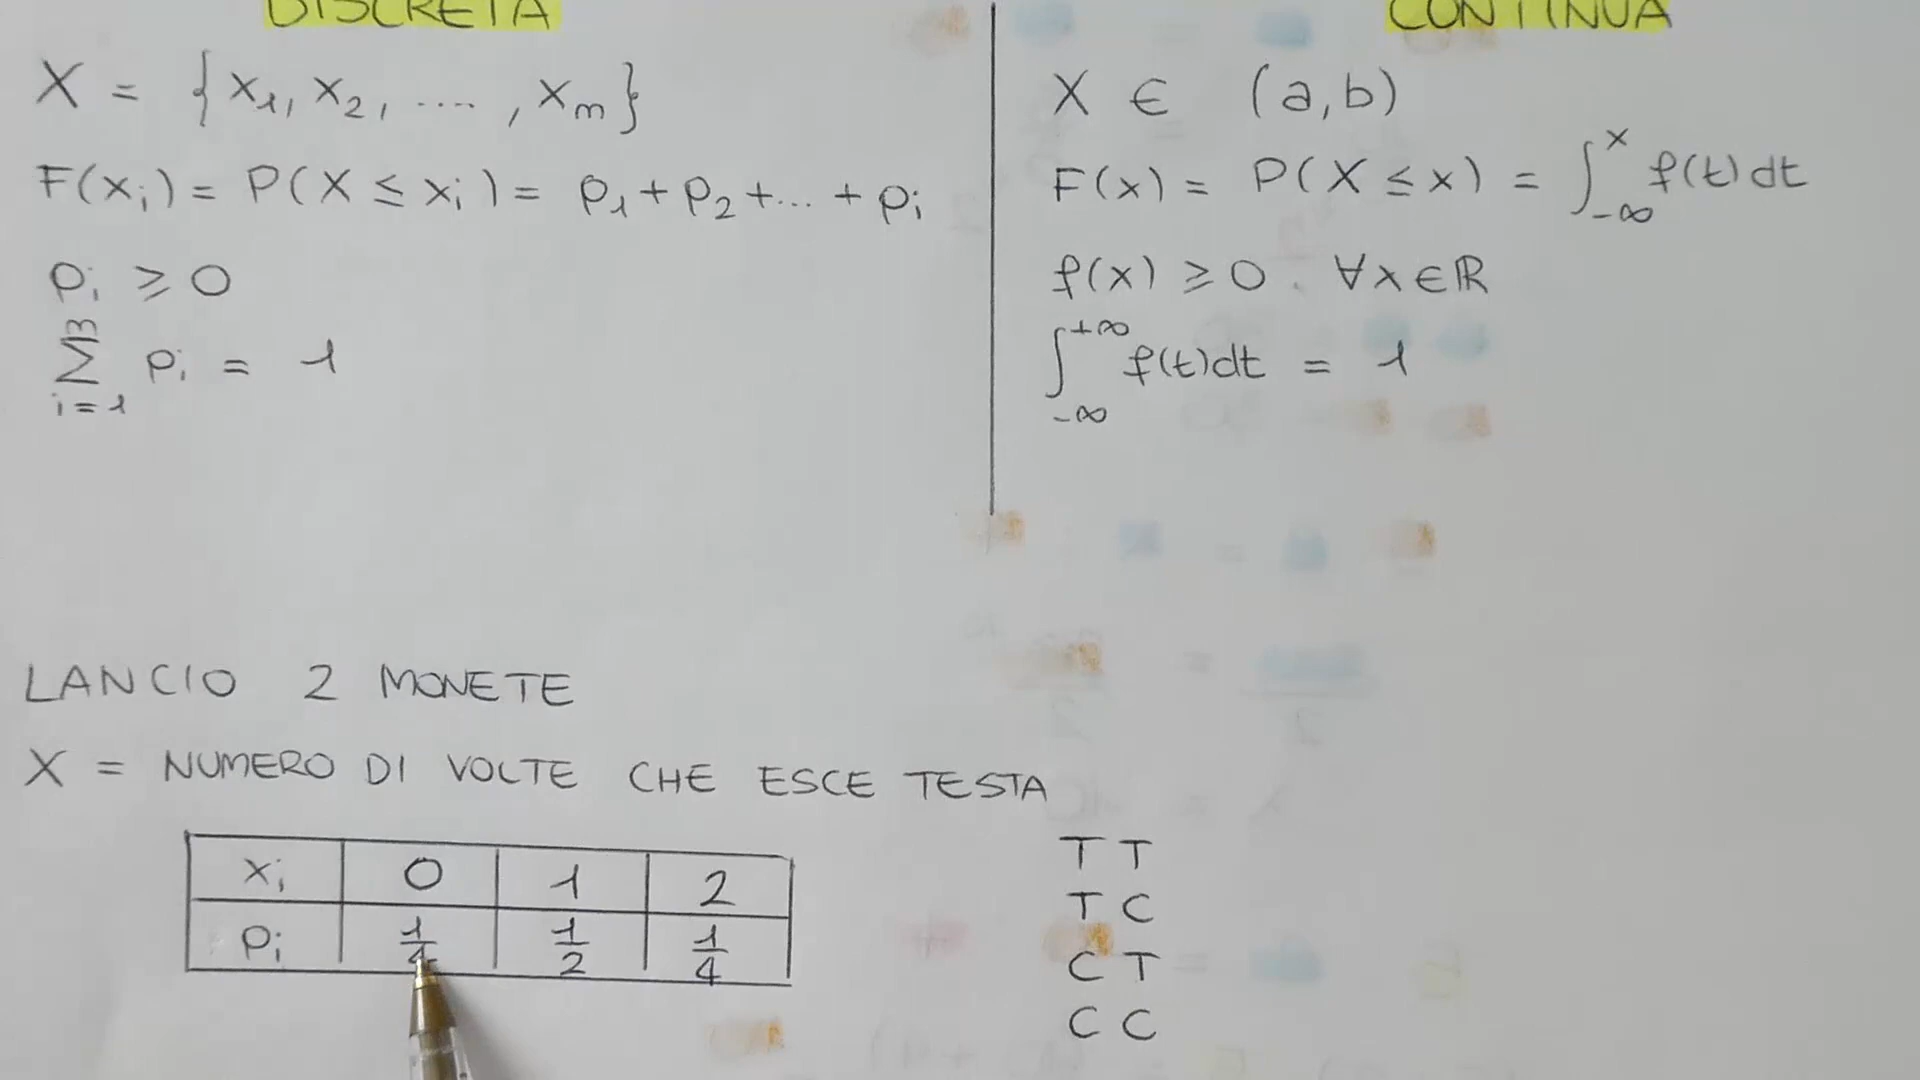 DISCRETA
X = {x₁, x₂, ...., xₘ}
F(xᵢ) = P(X ≤ xᵢ) = p₁ + p₂ + ... + pᵢ
pᵢ ≥ 0
∑ᵢ₌₁ⁿ pᵢ = 1
CONTINUA
X ∈ (a,b)
F(x) = P(X ≤ x) = ∫₋∞ˣ f(t)dt
f(x) ≥ 0 ∀x∈ℝ
∫₋∞⁺∞ f(t)dt = 1
LANCIO 2 MONETE
X = NUMERO DI VOLTE CHE ESCE TESTA
xᵢ 0 1 2
pᵢ 1/4 1/2 1/4
T T
T C
C T
C C